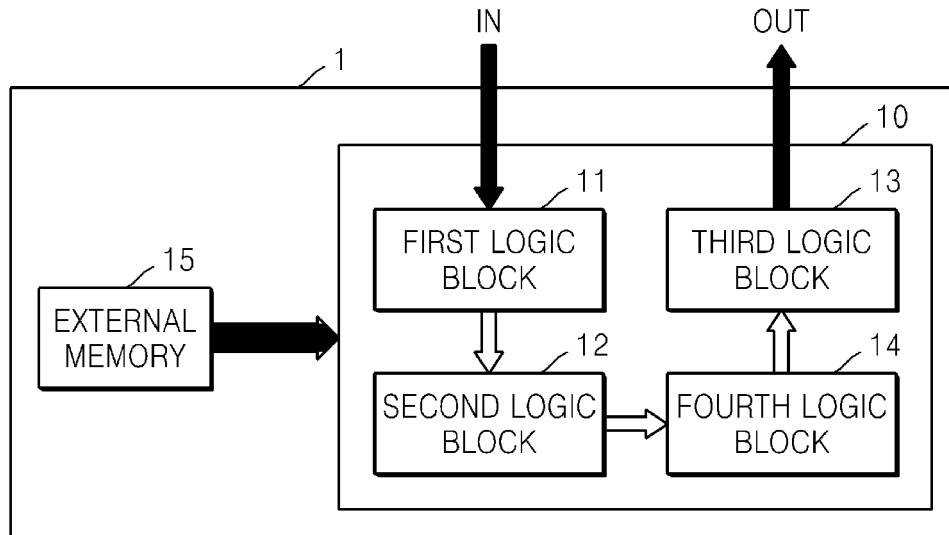 IN
OUT
1
10
11
13
FIRST LOGIC
BLOCK
THIRD LOGIC
BLOCK
15
EXTERNAL
MEMORY
12
14
SECOND LOGIC
BLOCK
FOURTH LOGIC
BLOCK